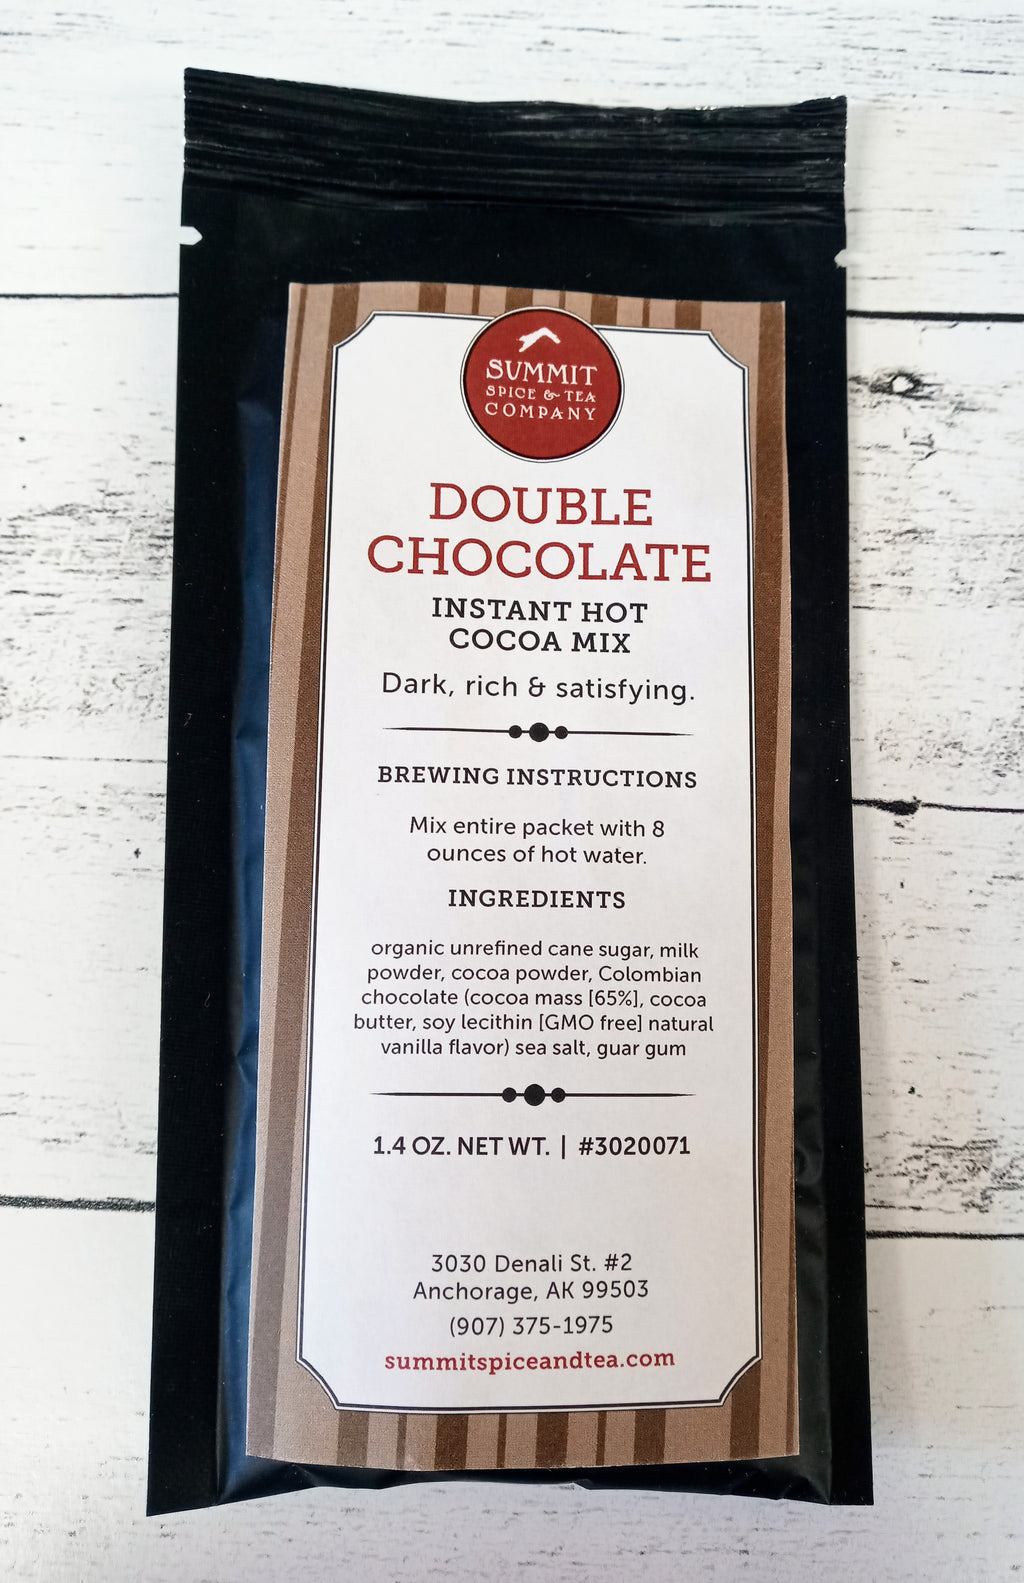 SUMMIT
SPICE & TEA
COMPANY
DOUBLE
CHOCOLATE
INSTANT HOT
COCOA MIX
Dark, rich & satisfying.
BREWING INSTRUCTIONS
Mix entire packet with 8
ounces of hot water.
INGREDIENTS
organic unrefined cane sugar, milk
powder, cocoa powder, Colombian
chocolate (cocoa mass [65%], cocoa
butter, soy lecithin [GMO free] natural
vanilla flavor) sea salt, guar gum
1.4 OZ. NET WT. | #3020071
3030 Denali St. #2
Anchorage, AK 99503
(907) 375-1975
summitspiceandtea.com